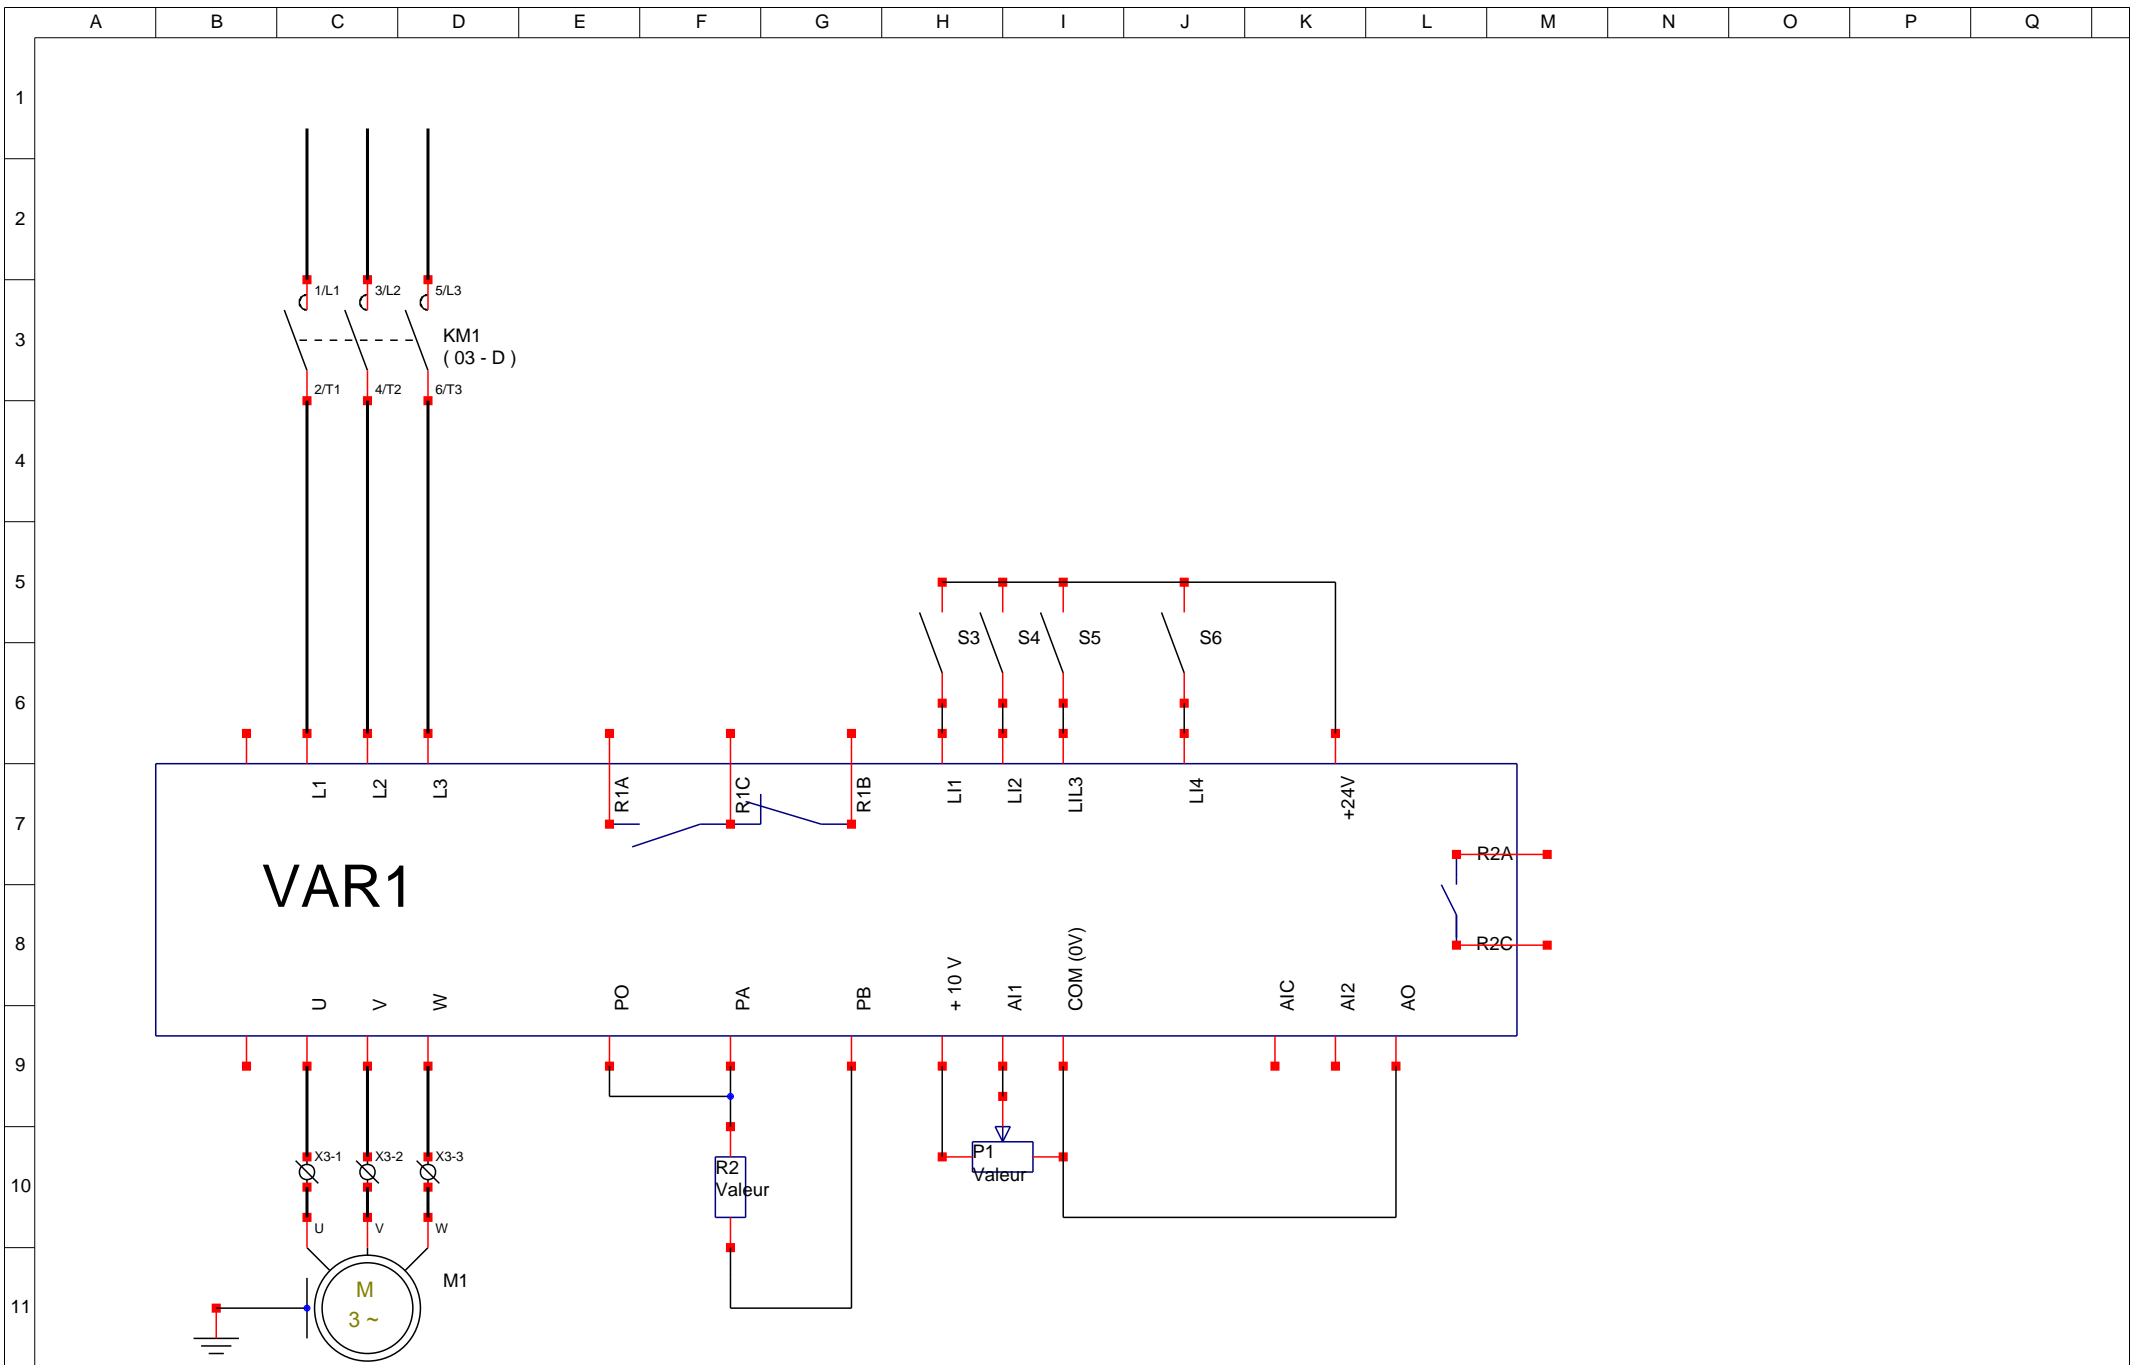 A B C D E F G H I J K L M N O P Q
1
2
1/L1 3/L2 5/L3
3
KM1
( 03 - D )
2/T1 4/T2 6/T3
4
5
S3 S4 S5 S6
6
L1 L2 L3 R1A R1C R1B LI1 LI2 LIL3 LI4 +24V
7
R2A
VAR1
8
R2C
U V W PO PA PB + 10 V AI1 COM (0V) AIC AI2 AO
9
X3-1 X3-2 X3-3
P1
Valeur
10
R2
Valeur
U V W
M1
M
3 ~
11